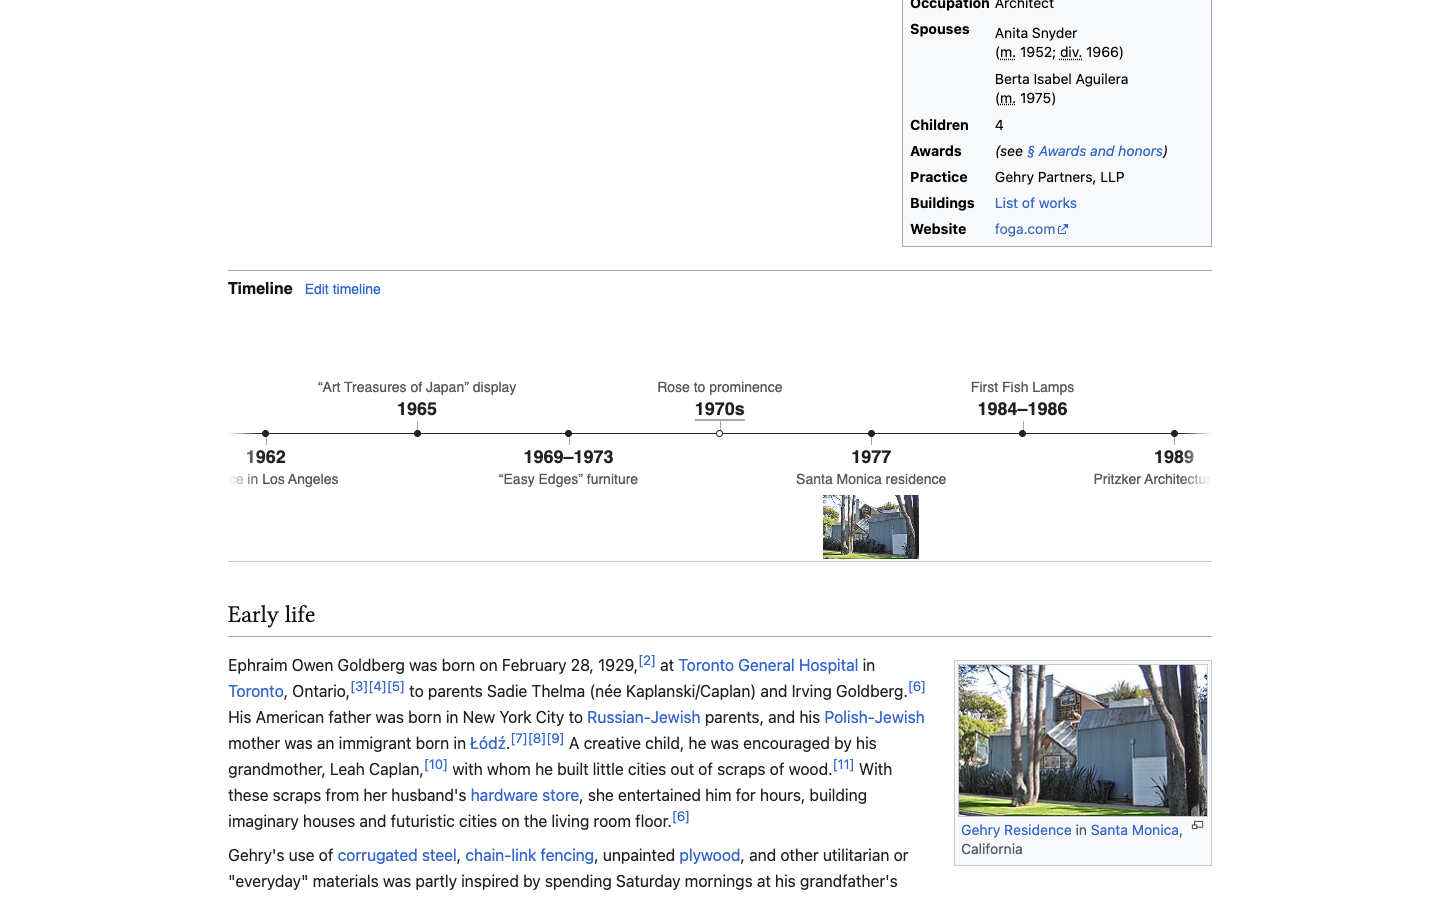 Occupation Architect
Spouses Anita Snyder
(m. 1952; div. 1966)
Berta Isabel Aguilera
(m. 1975)
Children 4
Awards (see § Awards and honors)
Practice Gehry Partners, LLP
Buildings List of works
Website foga.com
Timeline Edit timeline
“Art Treasures of Japan” display
1965
Rose to prominence
1970s
First Fish Lamps
1984–1986
1962
ce in Los Angeles
1969–1973
“Easy Edges” furniture
1977
Santa Monica residence
1989
Pritzker Architectur
Early life
Ephraim Owen Goldberg was born on February 28, 1929,[2] at Toronto General Hospital in
Toronto, Ontario,[3][4][5] to parents Sadie Thelma (née Kaplanski/Caplan) and Irving Goldberg.[6]
His American father was born in New York City to Russian-Jewish parents, and his Polish-Jewish
mother was an immigrant born in Łódź.[7][8][9] A creative child, he was encouraged by his
grandmother, Leah Caplan,[10] with whom he built little cities out of scraps of wood.[11] With
these scraps from her husband's hardware store, she entertained him for hours, building
imaginary houses and futuristic cities on the living room floor.[6]
Gehry's use of corrugated steel, chain-link fencing, unpainted plywood, and other utilitarian or
"everyday" materials was partly inspired by spending Saturday mornings at his grandfather's
Gehry Residence in Santa Monica,
California